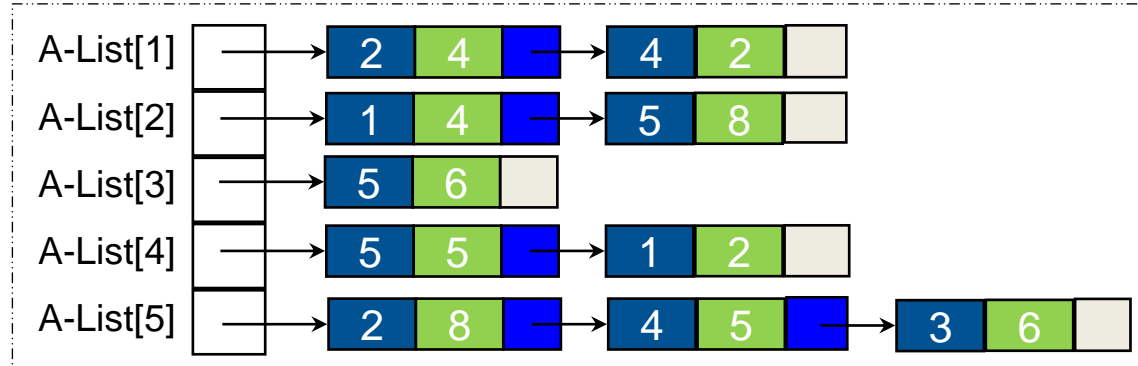 A-List[1] 2 4 4 2
A-List[2] 1 4 5 8
A-List[3] 5 6
A-List[4] 5 5 1 2
A-List[5] 2 8 4 5 3 6